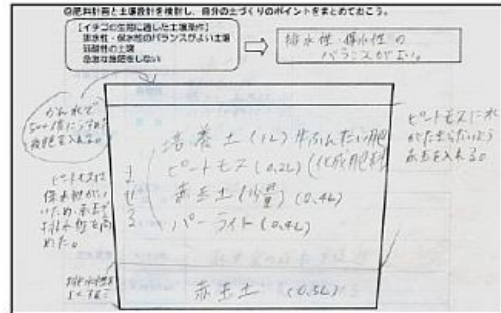 ◎肥料計画と土壌設計を検討し、自分の土づくりのポイントをまとめておこう。
【イチゴの生育に適した土壌条件】
排水性・保水性のバランスがよい土壌
弱酸性の土壌
急激な施肥をしない
排水性・保水性の
バランスが良い。
培養土(1L) 牛ふんたい肥
ピートモス(0.2L)(化成肥料
赤玉土(少量)(0.4L)
パーライト(0.4L)
赤玉土 (0.5L)
まぜる
ピートモスは
保水性がい
いため、赤玉で
排水性を高
めた。
排水性を
よくする
ピートモスに水
がたまらないよう
赤玉を入れる。